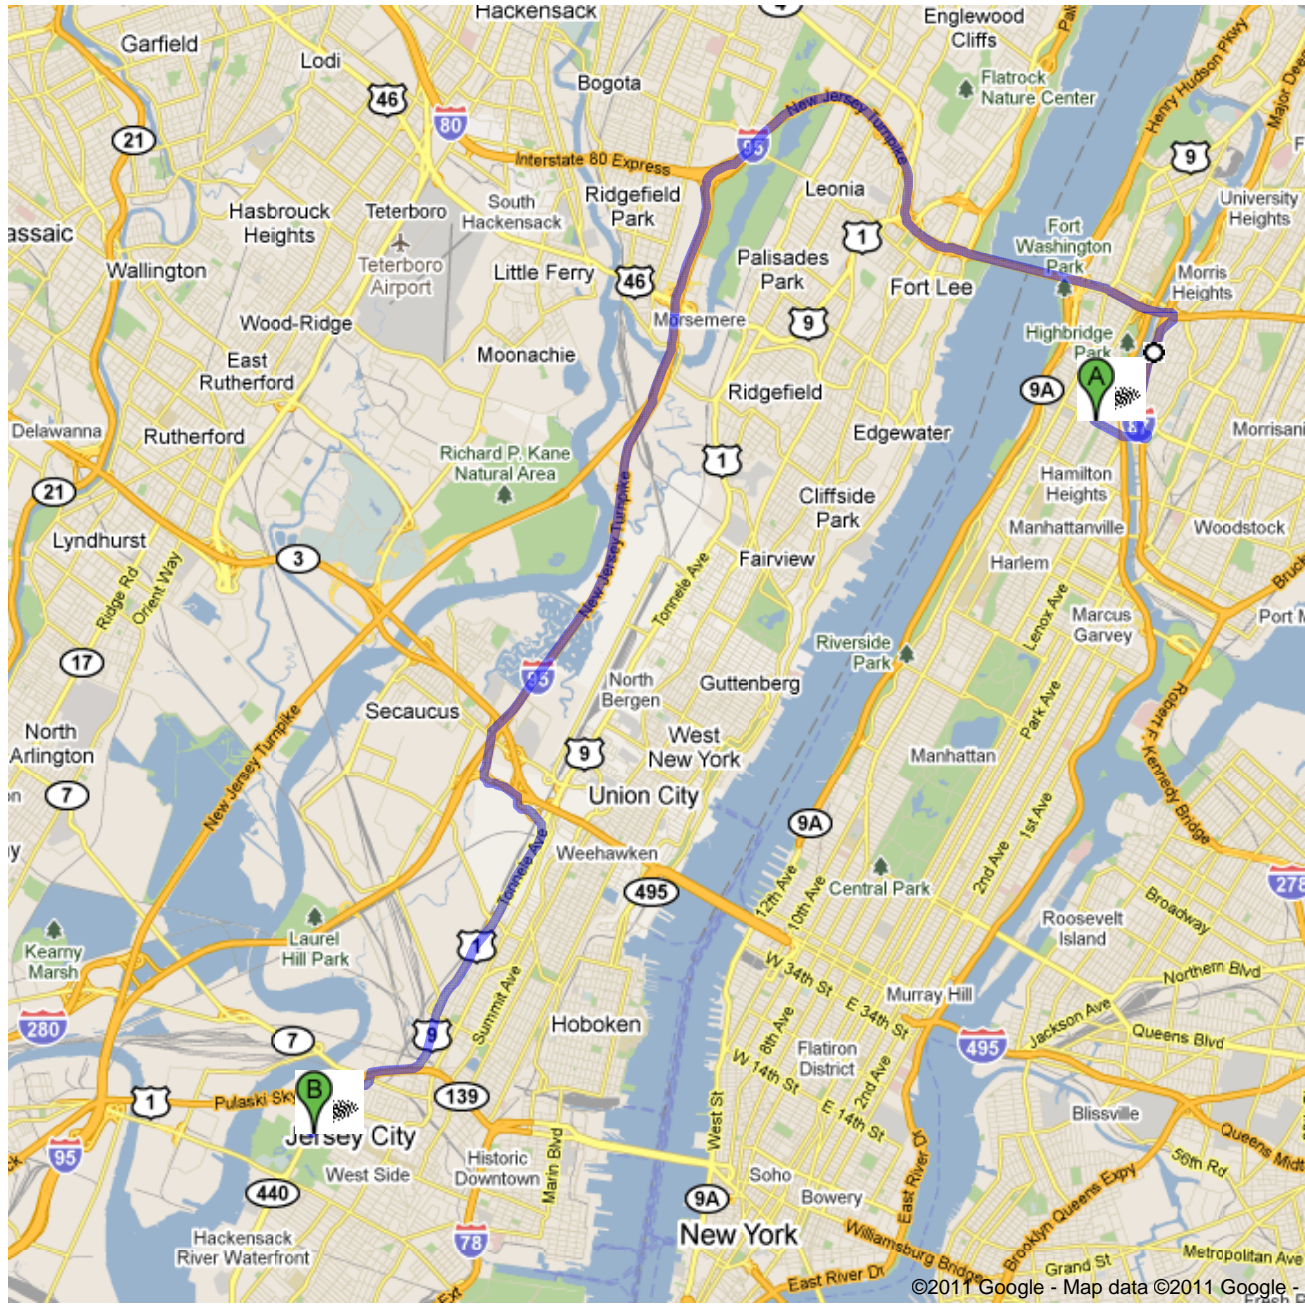 Hackensack
4
Englewood
Cliffs
Garfield
Lodi
Bogota
Flatrock
Nature Center
Henry Hudson Pkwy
46
80
21
New Jersey Turnpike
95
9
Interstate 80 Express
Leonia
Ridgefield
Park
South
Hackensack
Teterboro
Hasbrouck
Heights
University
Heights
assaic
1
Fort
Washington
Park
Wallington
Teterboro
Airport
Little Ferry
46
Palisades
Park
Fort Lee
Morris
Heights
Wood-Ridge
Morsemere
9
Highbridge
Park
Moonachie
East
Rutherford
Ridgefield
9A
A
87
Delawanna
Rutherford
Edgewater
Morrisani
Richard P. Kane
Natural Area
1
Hamilton
Heights
21
Cliffside
Park
New Jersey Turnpike
Manhattanville
Woodstock
Lyndhurst
3
Fairview
Harlem
Ridge Rd
Orient Way
Tonnele Ave
Lenox Ave
Marcus
Garvey
Port M
17
Riverside
Park
95
North
Bergen
Guttenberg
Secaucus
Park Ave
Robert F. Kennedy Bridge
North
Arlington
New Jersey Turnpike
West
New York
9
Manhattan
7
Union City
9A
1st Ave
2nd Ave
Weehawken
Tonnele Ave
495
12th Ave
10th Ave
Central Park
278
Broadway
Roosevelt
Island
Kearny
Marsh
Laurel
Hill Park
1
W 34th St
Northern Blvd
Summit Ave
Murray Hill
E 34th St
Jackson Ave
Queens Blvd
280
7
9
Hoboken
8th Ave
Flatiron
District
495
W 14th St
2nd Ave
1
Pulaski Sky
B
139
E 14th St
Blissville
Jersey City
West St
Queens Midt
95
West Side
Historic
Downtown
Marin Blvd
Soho
56th Rd
440
9A
Bowery
East River Dr
Brooklyn Queens Expy
Hackensack
River Waterfront
78
New York
Williamsburg Bridge
Metropolitan Ave
Grand St
East River Dr
Ext
©2011 Google - Map data ©2011 Google -